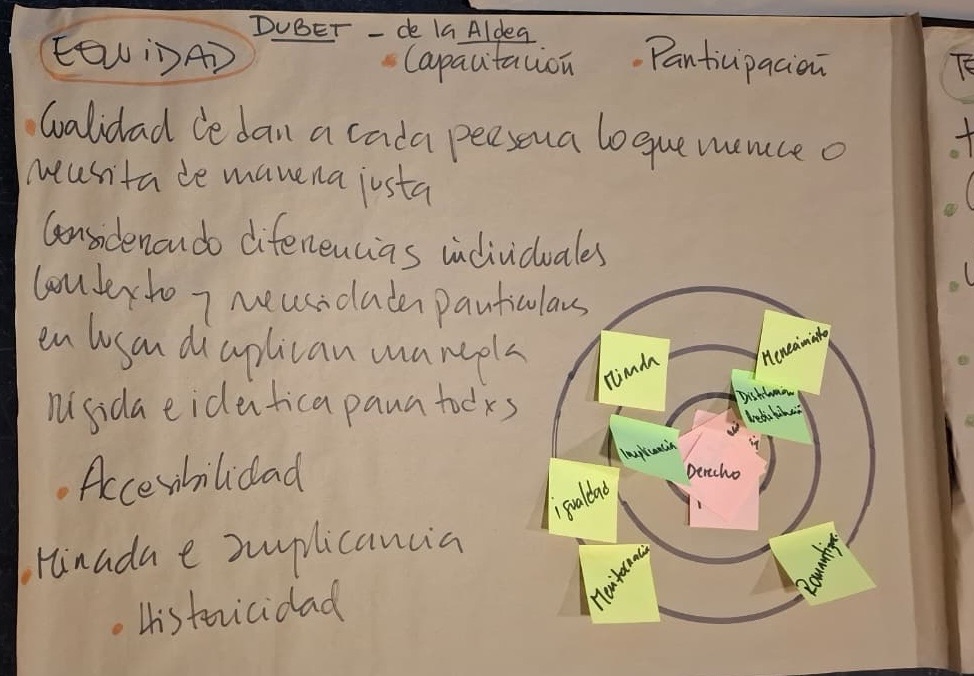 DUBET - de la Aldea
EQUIDAD
• Capacitación
• Participación
• Cualidad de dar a cada persona lo que merece o
necesita de manera justa
Considerando diferencias individuales
contexto y necesidades particulares
en lugar de aplicar una regla
rígida e identica para todxs
• Accesibilidad
• Mirada e implicancia
• Historicidad
Mirada
Merecimiento
Implicancia
Derecho
igualdad
Meritocracia